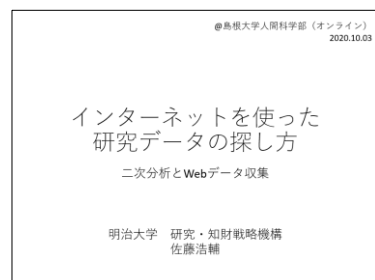 @島根大学人間科学部（オンライン）
2020.10.03
インターネットを使った
研究データの探し方
二次分析とWebデータ収集
明治大学　研究・知財戦略機構
佐藤浩輔